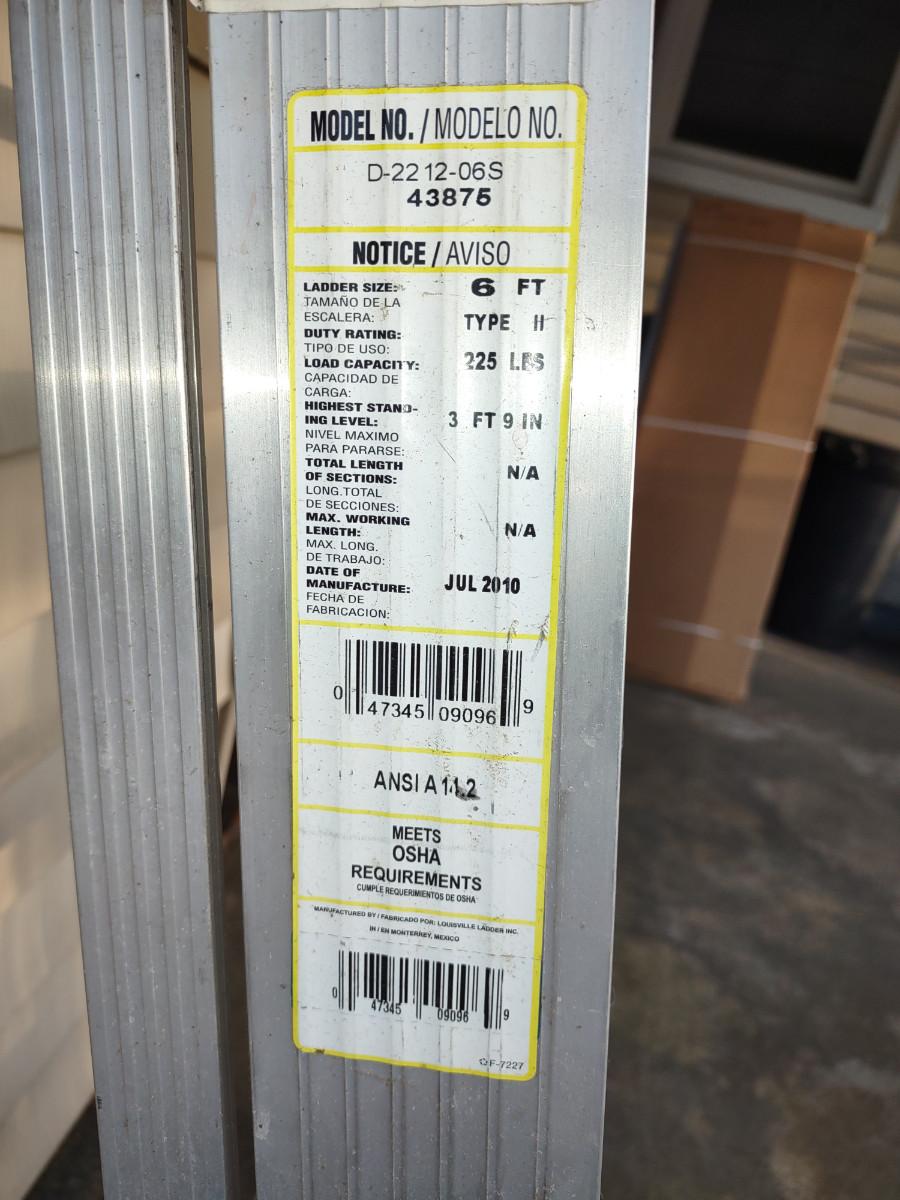 MODEL NO. / MODELO NO.
D-2212-06S
43875
NOTICE / AVISO
LADDER SIZE: 6 FT
TAMAÑO DE LA
ESCALERA:
TYPE II
DUTY RATING:
TIPO DE USO:
LOAD CAPACITY: 225 LBS
CAPACIDAD DE
CARGA:
HIGHEST STAND-
ING LEVEL: 3 FT 9 IN
NIVEL MAXIMO
PARA PARARSE:
TOTAL LENGTH
OF SECTIONS: N/A
LONG.TOTAL
DE SECCIONES:
MAX. WORKING
LENGTH: N/A
MAX. LONG.
DE TRABAJO:
DATE OF
MANUFACTURE: JUL 2010
FECHA DE
FABRICACION:
0 47345 09096 9
ANSI A 14.2
MEETS
OSHA
REQUIREMENTS
CUMPLE REQUERIMIENTOS DE OSHA
MANUFACTURED BY / FABRICADO POR: LOUISVILLE LADDER INC.
IN / EN MONTERREY, MEXICO
0 47345 09096 9
F-7227